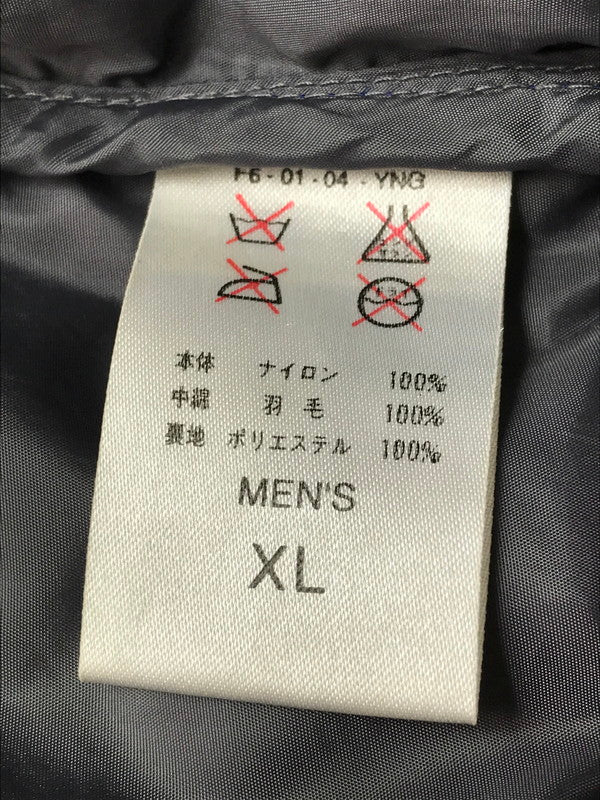 F6-01-04-YNG
本体 ナイロン 100%
中綿 羽毛 100%
裏地 ポリエステル 100%
MEN'S
XL